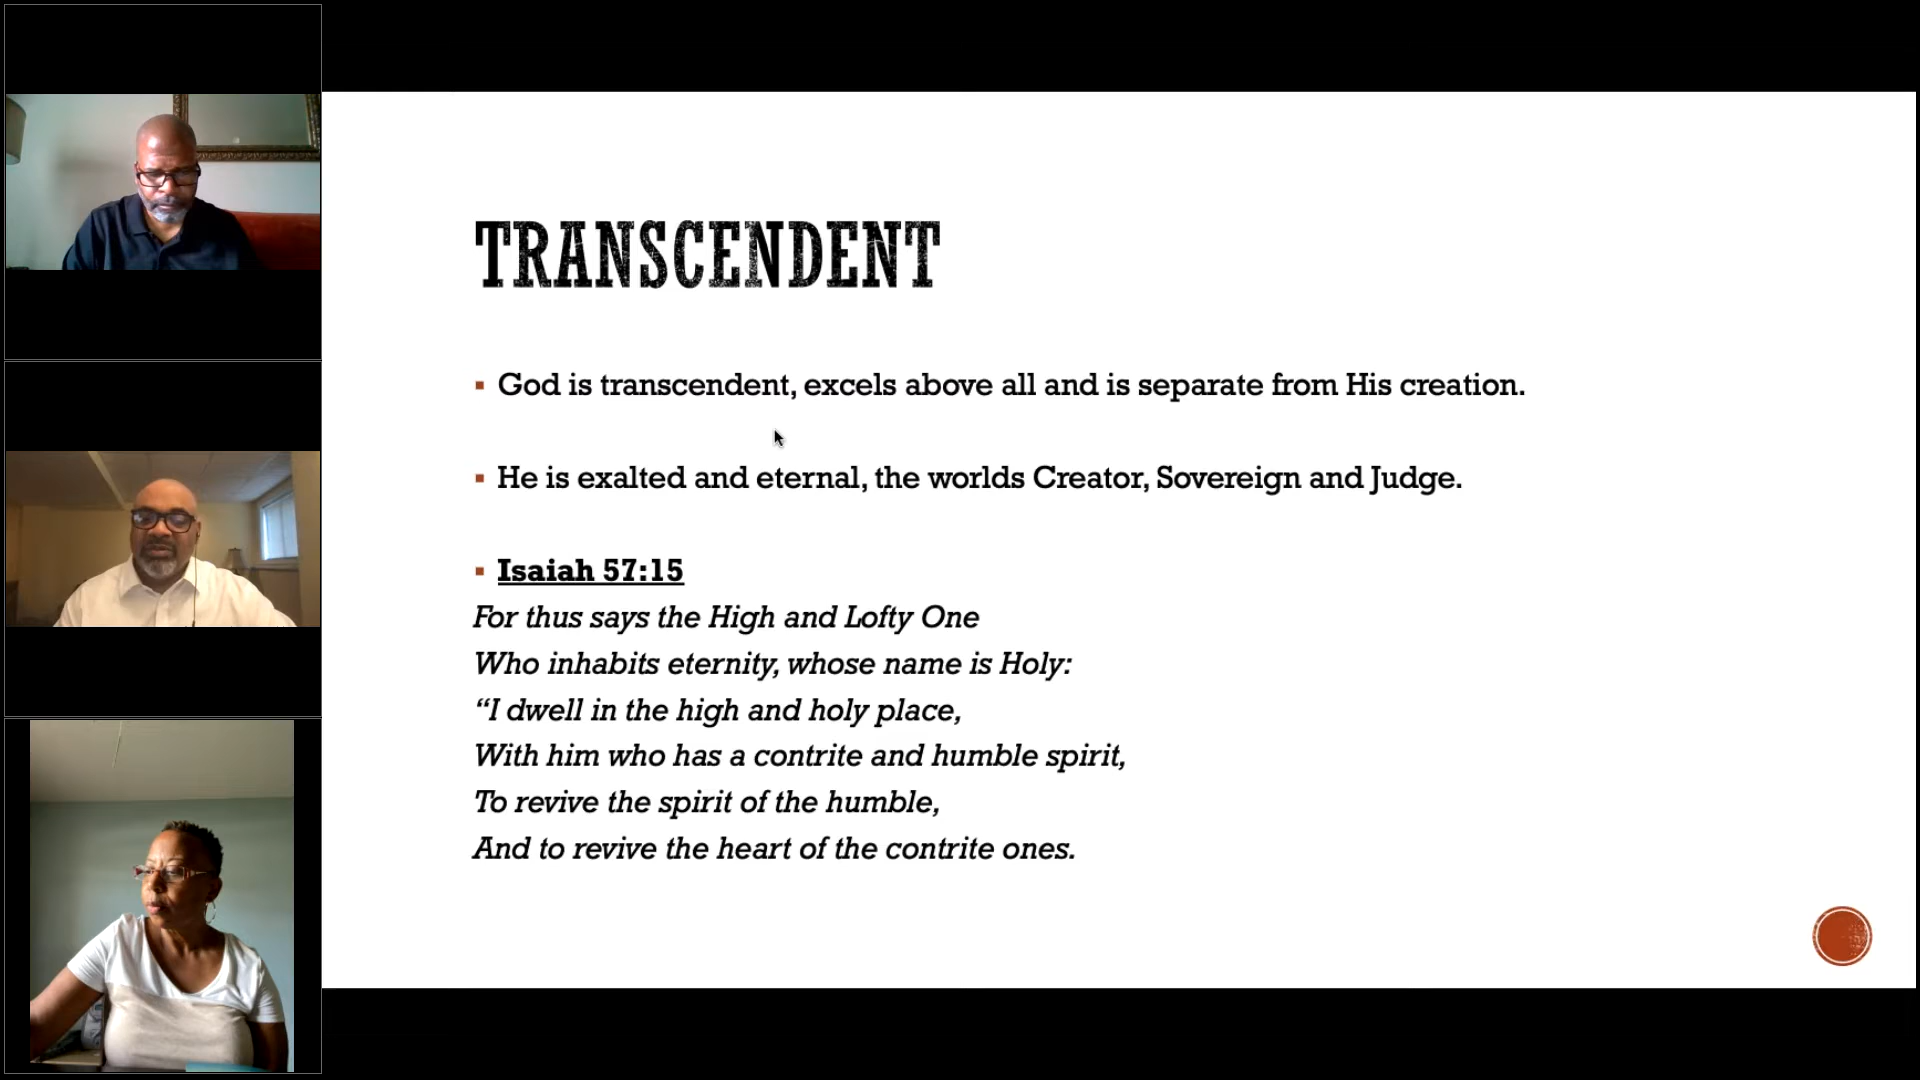 TRANSCENDENT
God is transcendent, excels above all and is separate from His creation.
He is exalted and eternal, the worlds Creator, Sovereign and Judge.
Isaiah 57:15
For thus says the High and Lofty One
Who inhabits eternity, whose name is Holy:
“I dwell in the high and holy place,
With him who has a contrite and humble spirit,
To revive the spirit of the humble,
And to revive the heart of the contrite ones.